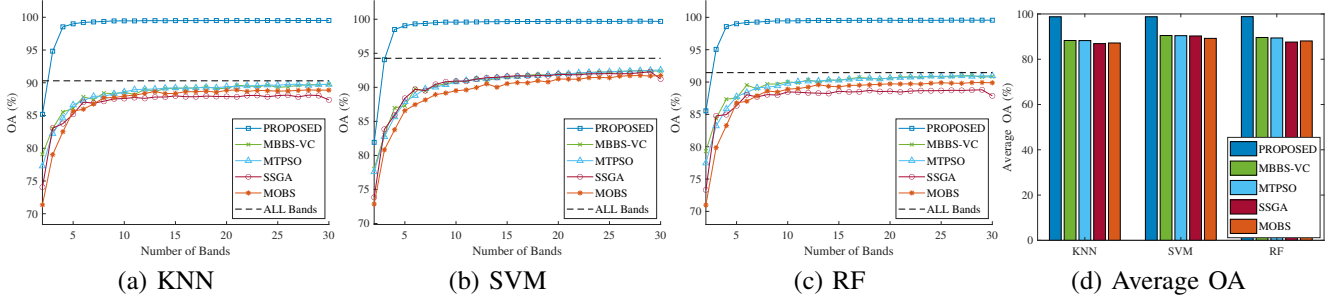 100
95
90
85
80
75
70
OA (%)
5
10
15
20
25
30
Number of Bands
PROPOSED
MBBS-VC
MTPSO
SSGA
MOBS
ALL Bands
(a) KNN
100
95
90
85
80
75
70
OA (%)
5
10
15
20
25
30
Number of Bands
PROPOSED
MBBS-VC
MTPSO
SSGA
MOBS
ALL Bands
(b) SVM
100
95
90
85
80
75
70
OA (%)
5
10
15
20
25
30
Number of Bands
PROPOSED
MBBS-VC
MTPSO
SSGA
MOBS
ALL Bands
(c) RF
100
80
60
40
20
0
Average OA (%)
KNN
SVM
RF
PROPOSED
MBBS-VC
MTPSO
SSGA
MOBS
(d) Average OA